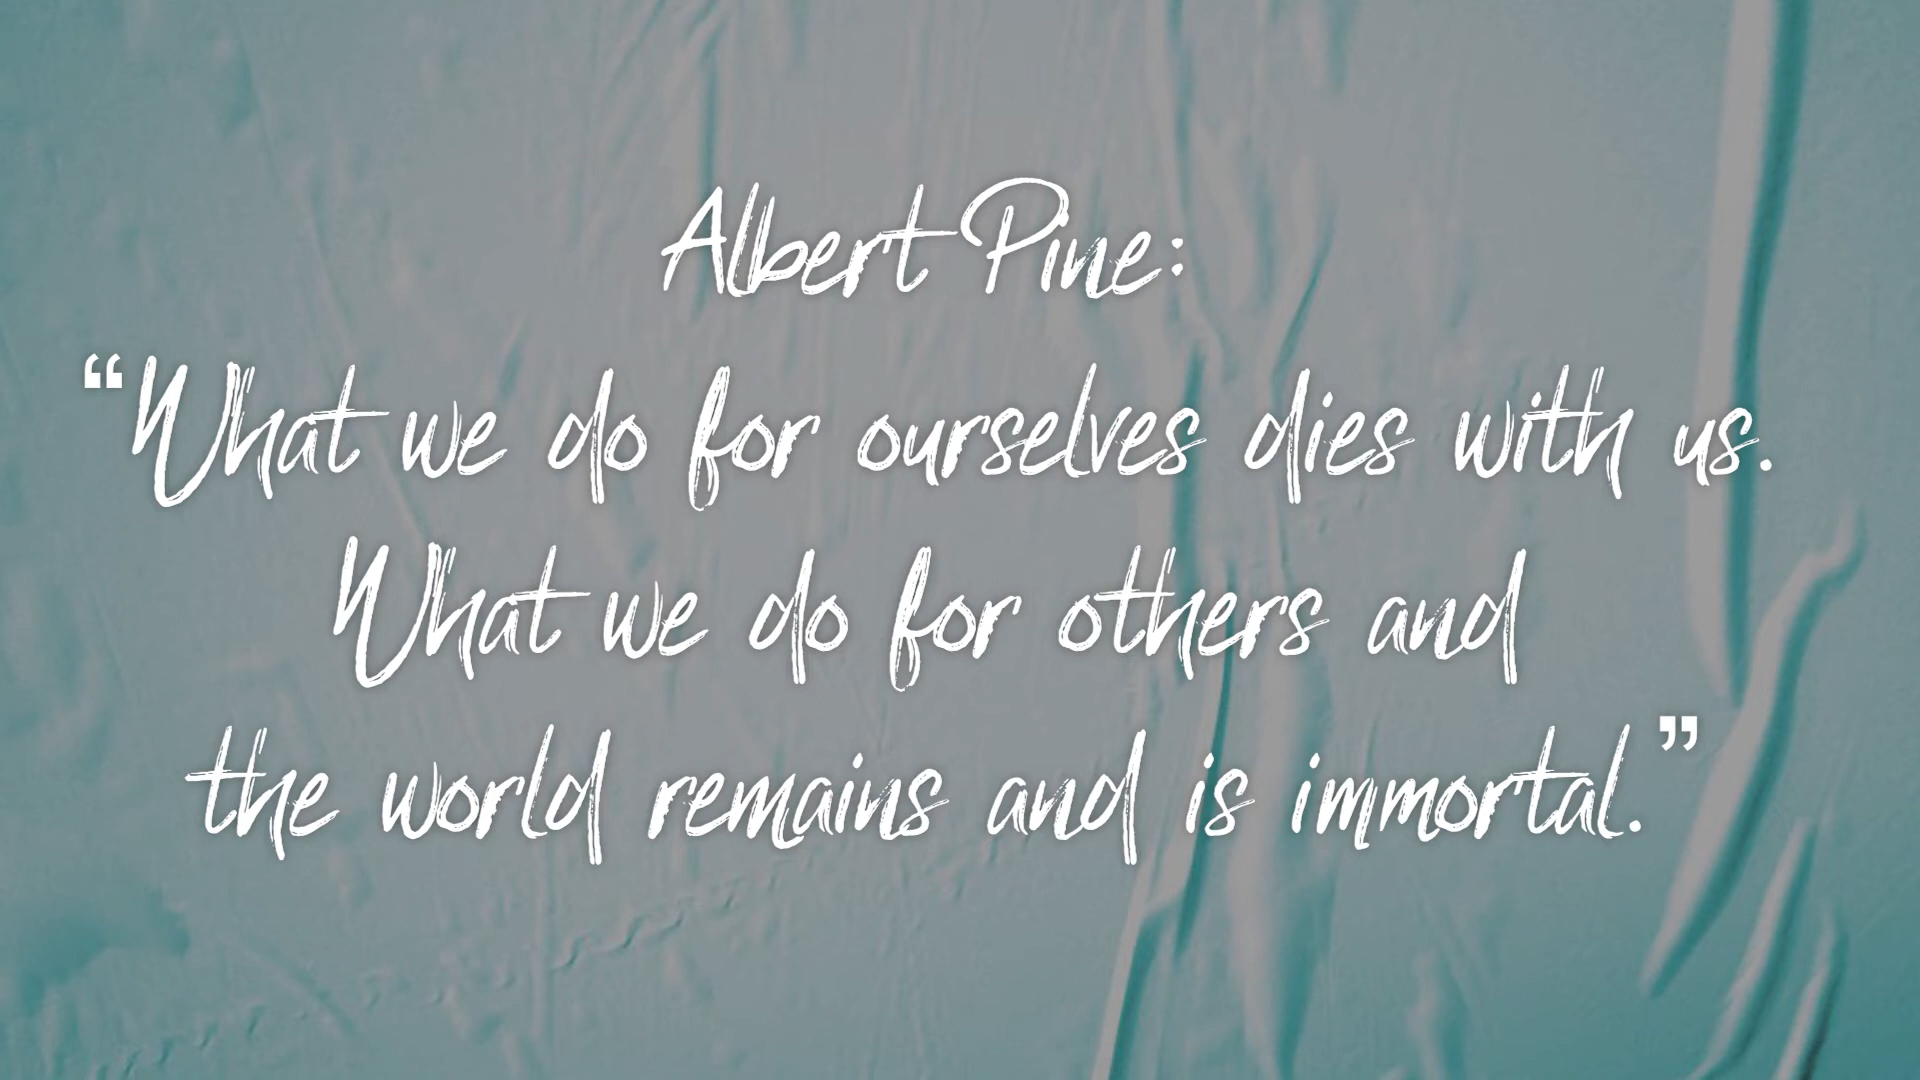 Albert Pine:
“What we do for ourselves dies with us.
What we do for others and
the world remains and is immortal.”